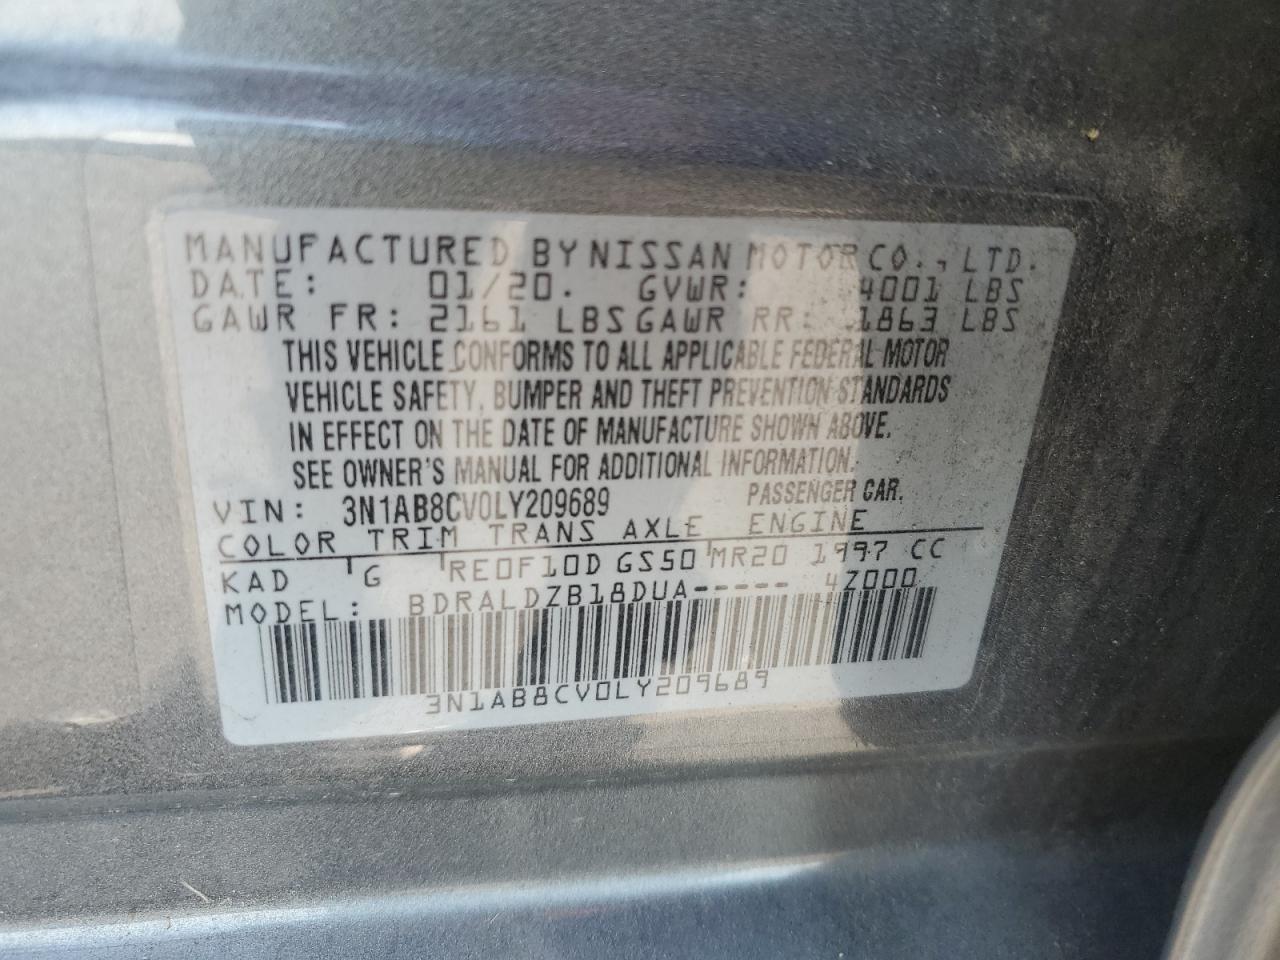 MANUFACTURED BY NISSAN MOTOR CO., LTD.
DATE: 01/20. GVWR: 4001 LBS
GAWR FR: 2161 LBS GAWR RR: 1863 LBS
THIS VEHICLE CONFORMS TO ALL APPLICABLE FEDERAL MOTOR
VEHICLE SAFETY, BUMPER AND THEFT PREVENTION STANDARDS
IN EFFECT ON THE DATE OF MANUFACTURE SHOWN ABOVE.
SEE OWNER'S MANUAL FOR ADDITIONAL INFORMATION.
VIN: 3N1AB8CV0LY209689 PASSENGER CAR.
COLOR TRIM TRANS AXLE ENGINE
KAD G RE0F10D GS50 MR20 1997 CC
MODEL: BDRALDZB18DUA----- 4Z000
3N1AB8CV0LY209689